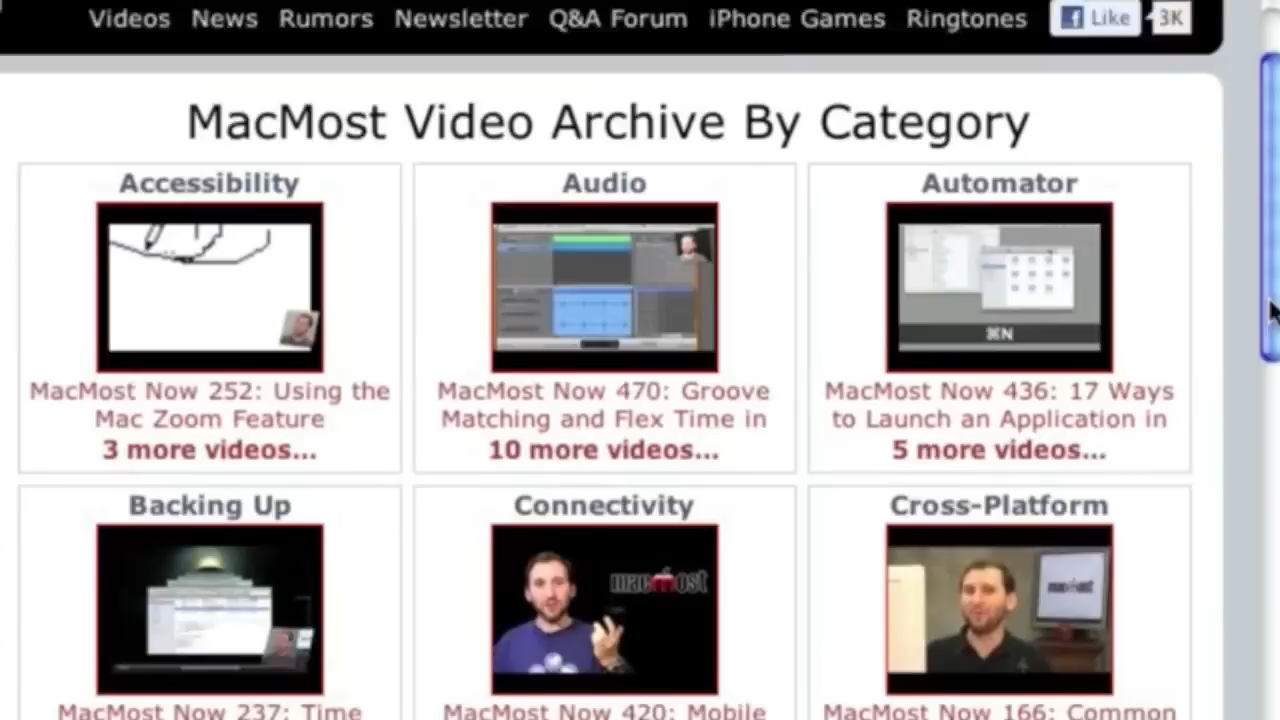 Videos News Rumors Newsletter Q&A Forum iPhone Games Ringtones Like 3K
MacMost Video Archive By Category
Accessibility
MacMost Now 252: Using the
Mac Zoom Feature
3 more videos...
Audio
MacMost Now 470: Groove
Matching and Flex Time in
10 more videos...
Automator
⌘N
MacMost Now 436: 17 Ways
to Launch an Application in
5 more videos...
Backing Up
MacMost Now 237: Time
Connectivity
macmost
MacMost Now 420: Mobile
Cross-Platform
macmost
MacMost Now 166: Common